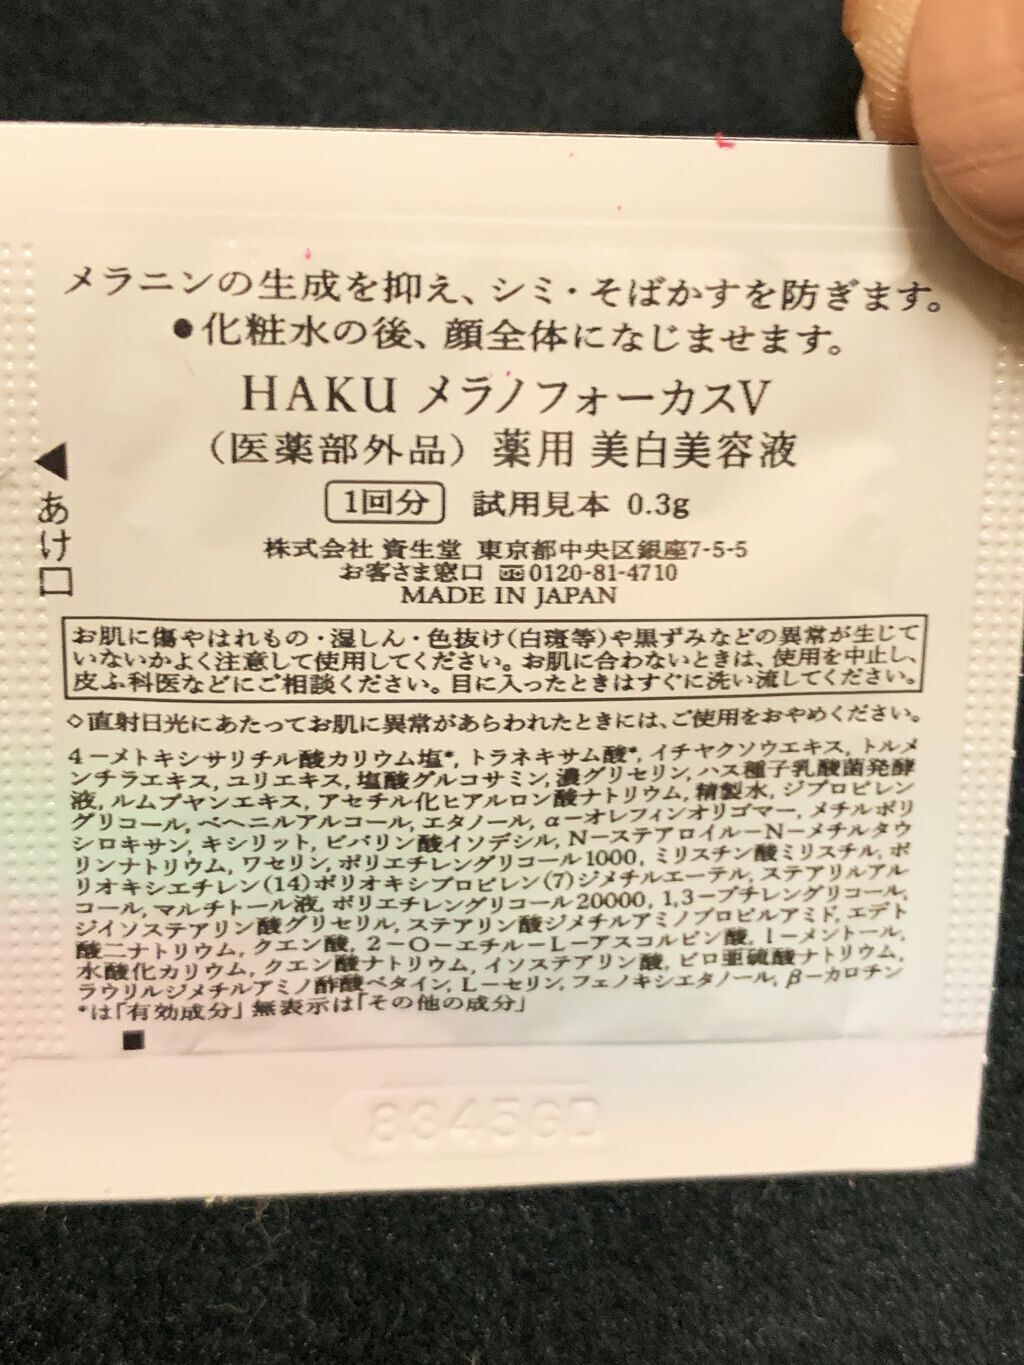 メラニンの生成を抑え、シミ・そばかすを防ぎます。
●化粧水の後、顔全体になじませます。
HAKU メラノフォーカスV
（医薬部外品）薬用 美白美容液
1回分 試用見本 0.3g
◀あけ口
株式会社 資生堂 東京都中央区銀座7-5-5
お客さま窓口 0120-81-4710
MADE IN JAPAN
お肌に傷やはれもの・湿しん・色抜け(白斑等)や黒ずみなどの異常が生じて
いないかよく注意して使用してください。お肌に合わないときは、使用を中止し、
皮ふ科医などにご相談ください。目に入ったときはすぐに洗い流してください。
◇直射日光にあたってお肌に異常があらわれたときには、ご使用をおやめください。
4－メトキシサリチル酸カリウム塩*, トラネキサム酸*, イチヤクソウエキス, トルメ
ンチラエキス, ユリエキス, 塩酸グルコサミン, 濃グリセリン, ハス種子乳酸菌発酵
液, ルムプヤンエキス, アセチル化ヒアルロン酸ナトリウム, 精製水, ジプロピレン
グリコール, ベヘニルアルコール, エタノール, α－オレフィンオリゴマー, メチルポリ
シロキサン, キシリット, ピバリン酸イソデシル, N－ステアロイル－N－メチルタウ
リンナトリウム, ワセリン, ポリエチレングリコール1000, ミリスチン酸ミリスチル, ポ
リオキシエチレン(14)ポリオキシプロピレン(7)ジメチルエーテル, ステアリルアル
コール, マルチトール液, ポリエチレングリコール20000, 1,3－ブチレングリコール,
ジイソステアリン酸グリセリル, ステアリン酸ジメチルアミノプロピルアミド, エデト
酸二ナトリウム, クエン酸, 2－O－エチル－L－アスコルビン酸, l－メントール,
水酸化カリウム, クエン酸ナトリウム, イソステアリン酸, ピロ亜硫酸ナトリウム,
ラウリルジメチルアミノ酢酸ベタイン, L－セリン, フェノキシエタノール, β－カロチン
*は「有効成分」無表示は「その他の成分」
■